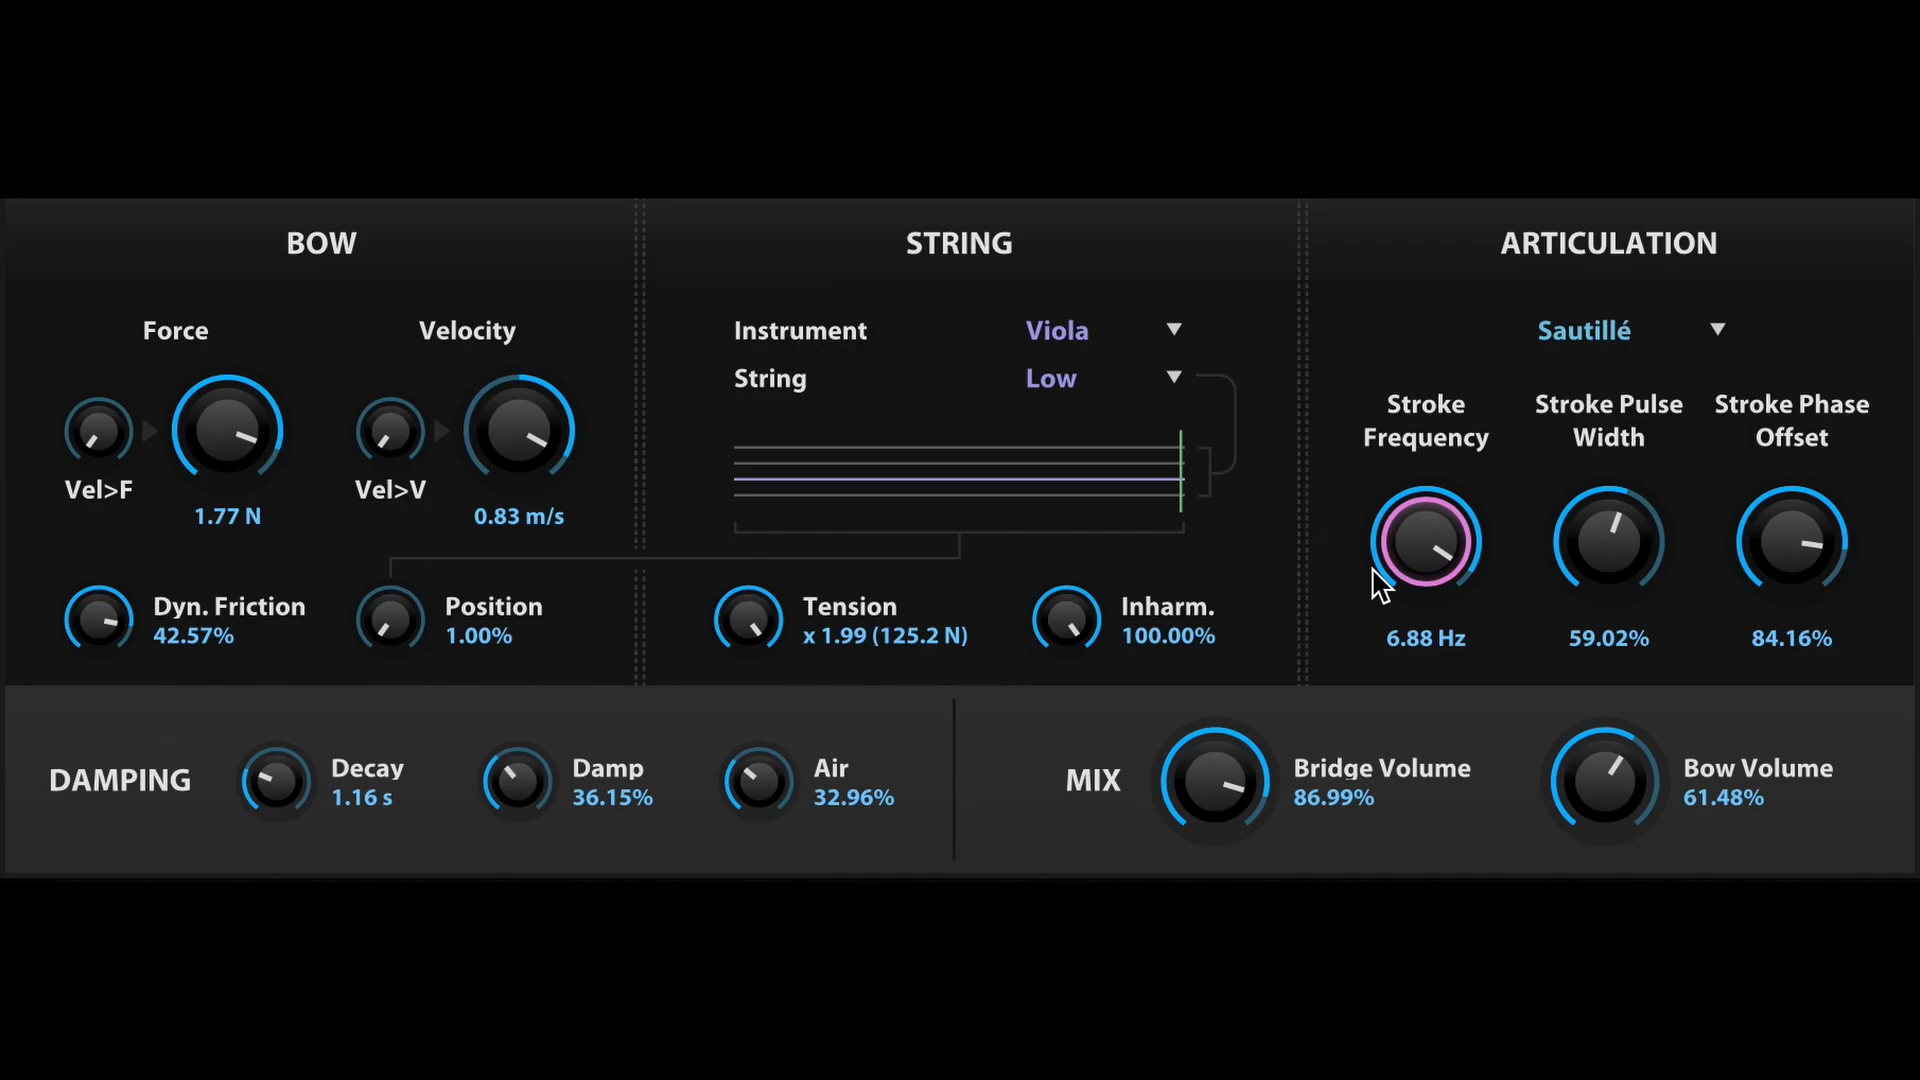 BOW
Force
Velocity
Vel>F
Vel>V
1.77 N
0.83 m/s
Dyn. Friction
42.57%
Position
1.00%
STRING
Instrument Viola
String Low
Tension
x 1.99 (125.2 N)
Inharm.
100.00%
ARTICULATION
Sautillé
Stroke
Frequency
6.88 Hz
Stroke Pulse
Width
59.02%
Stroke Phase
Offset
84.16%
DAMPING
Decay
1.16 s
Damp
36.15%
Air
32.96%
MIX
Bridge Volume
86.99%
Bow Volume
61.48%